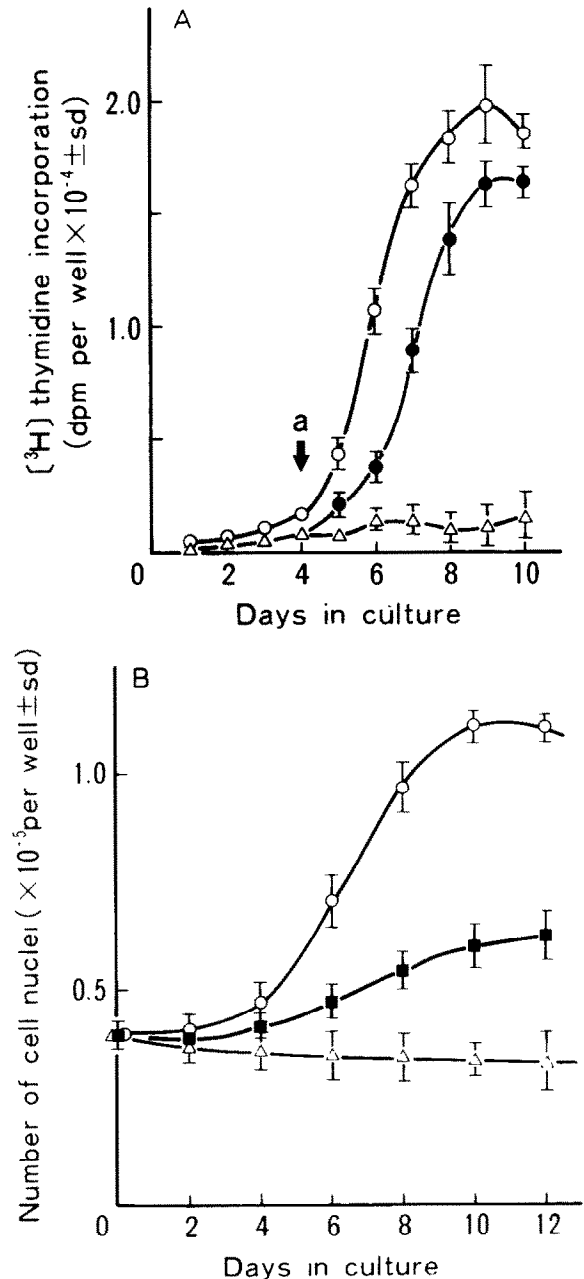 A
[³H] thymidine incorporation
(dpm per well×10⁻⁴±sd)
2.0
1.0
0
a
2 4 6 8 10
Days in culture
B
Number of cell nuclei (×10⁻⁵ per well±sd)
1.0
0.5
0
0 2 4 6 8 10 12
Days in culture